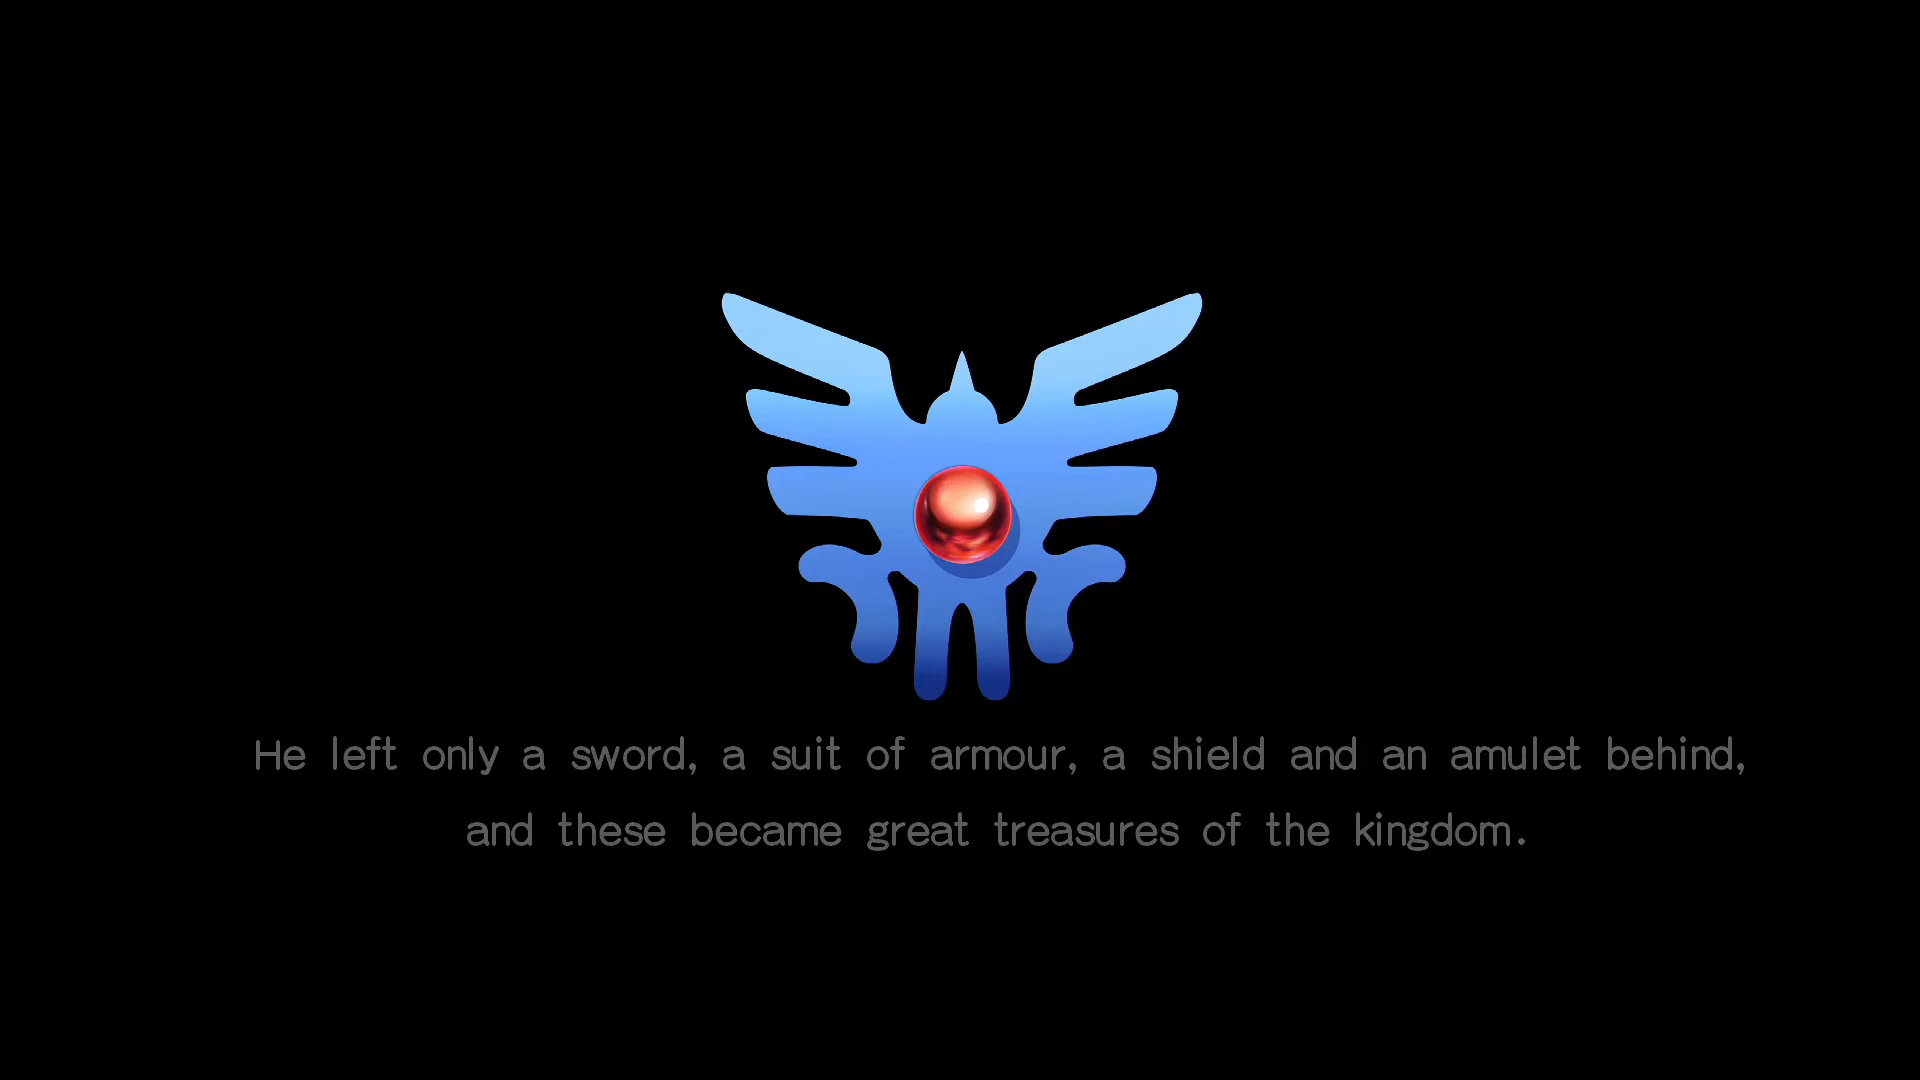 He left only a sword, a suit of armour, a shield and an amulet behind,
and these became great treasures of the kingdom.